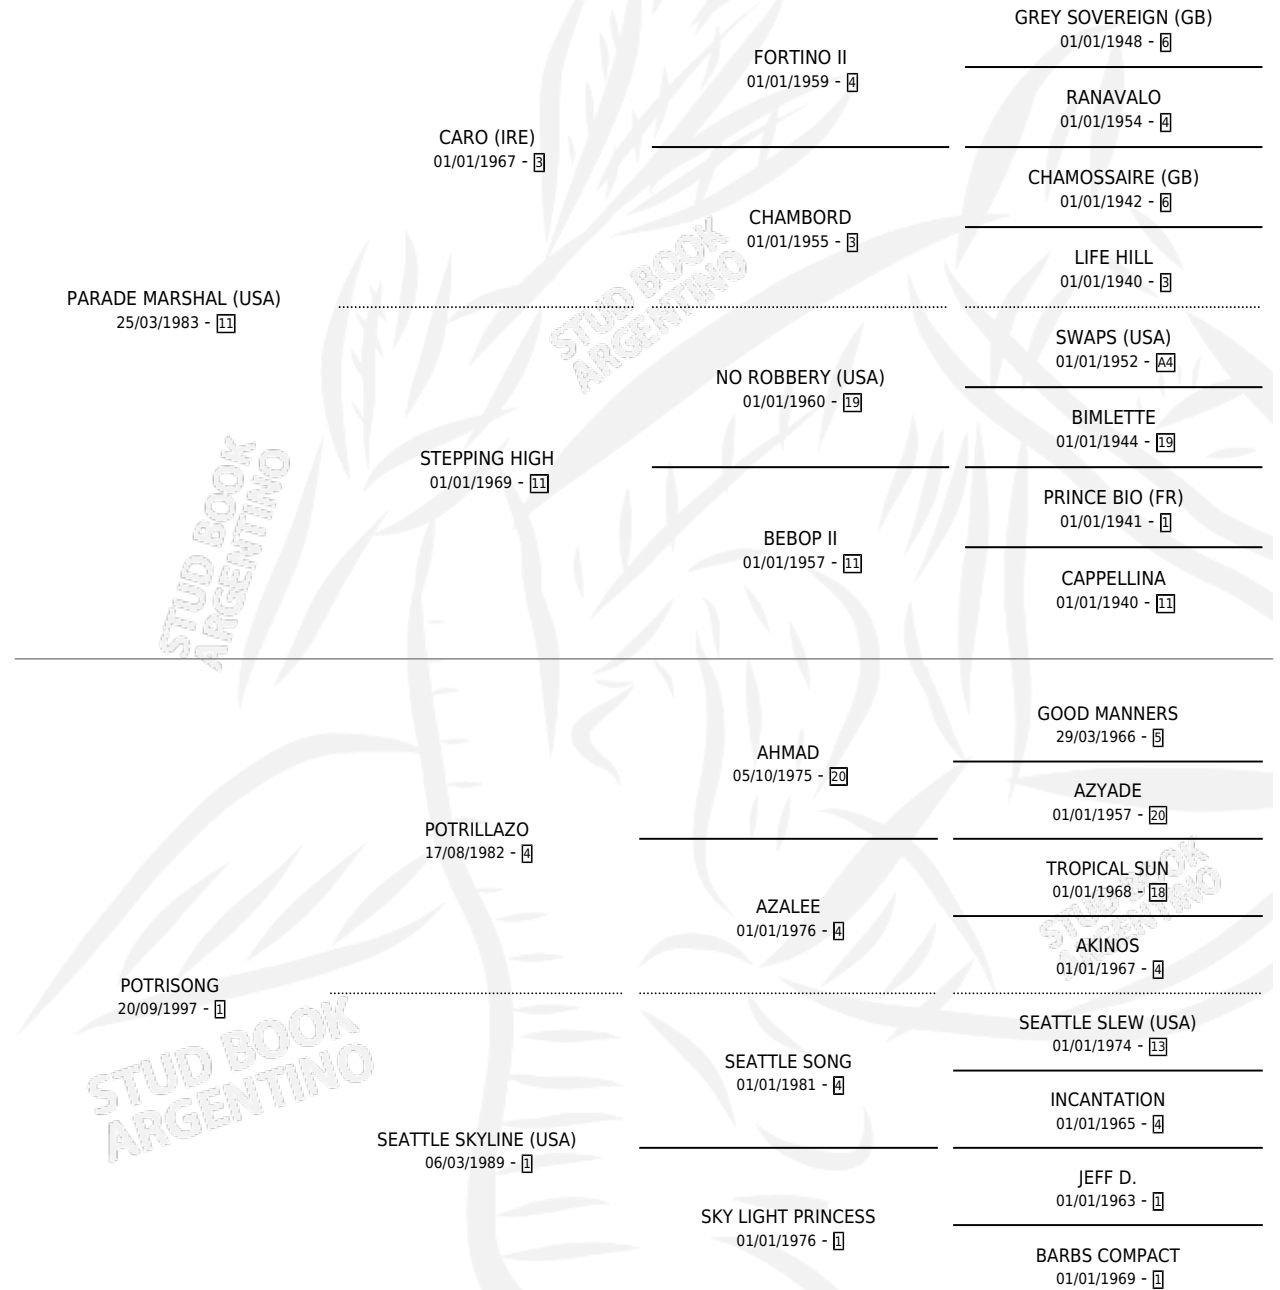 GREY SOVEREIGN (GB)
01/01/1948 - 6
FORTINO II
01/01/1959 - 4
RANAVALO
01/01/1954 - 4
CARO (IRE)
01/01/1967 - 3
CHAMOSSAIRE (GB)
01/01/1942 - 6
CHAMBORD
01/01/1955 - 3
LIFE HILL
01/01/1940 - 3
PARADE MARSHAL (USA)
25/03/1983 - 11
STUD BOOK
ARGENTINO
SWAPS (USA)
01/01/1952 - A4
NO ROBBERY (USA)
01/01/1960 - 19
BIMLETTE
01/01/1944 - 19
STEPPING HIGH
01/01/1969 - 11
PRINCE BIO (FR)
01/01/1941 - 1
BEBOP II
01/01/1957 - 11
CAPPELLINA
01/01/1940 - 11
STUD BOOK
ARGENTINO
GOOD MANNERS
29/03/1966 - 5
AHMAD
05/10/1975 - 20
AZYADE
01/01/1957 - 20
POTRILLAZO
17/08/1982 - 4
TROPICAL SUN
01/01/1968 - 18
AZALEE
01/01/1976 - 4
STUD BOOK
ARGENTINO
AKINOS
01/01/1967 - 4
POTRISONG
20/09/1997 - 1
SEATTLE SLEW (USA)
01/01/1974 - 13
SEATTLE SONG
01/01/1981 - 4
STUD BOOK
ARGENTINO
INCANTATION
01/01/1965 - 4
SEATTLE SKYLINE (USA)
06/03/1989 - 1
JEFF D.
01/01/1963 - 1
SKY LIGHT PRINCESS
01/01/1976 - 1
BARBS COMPACT
01/01/1969 - 1